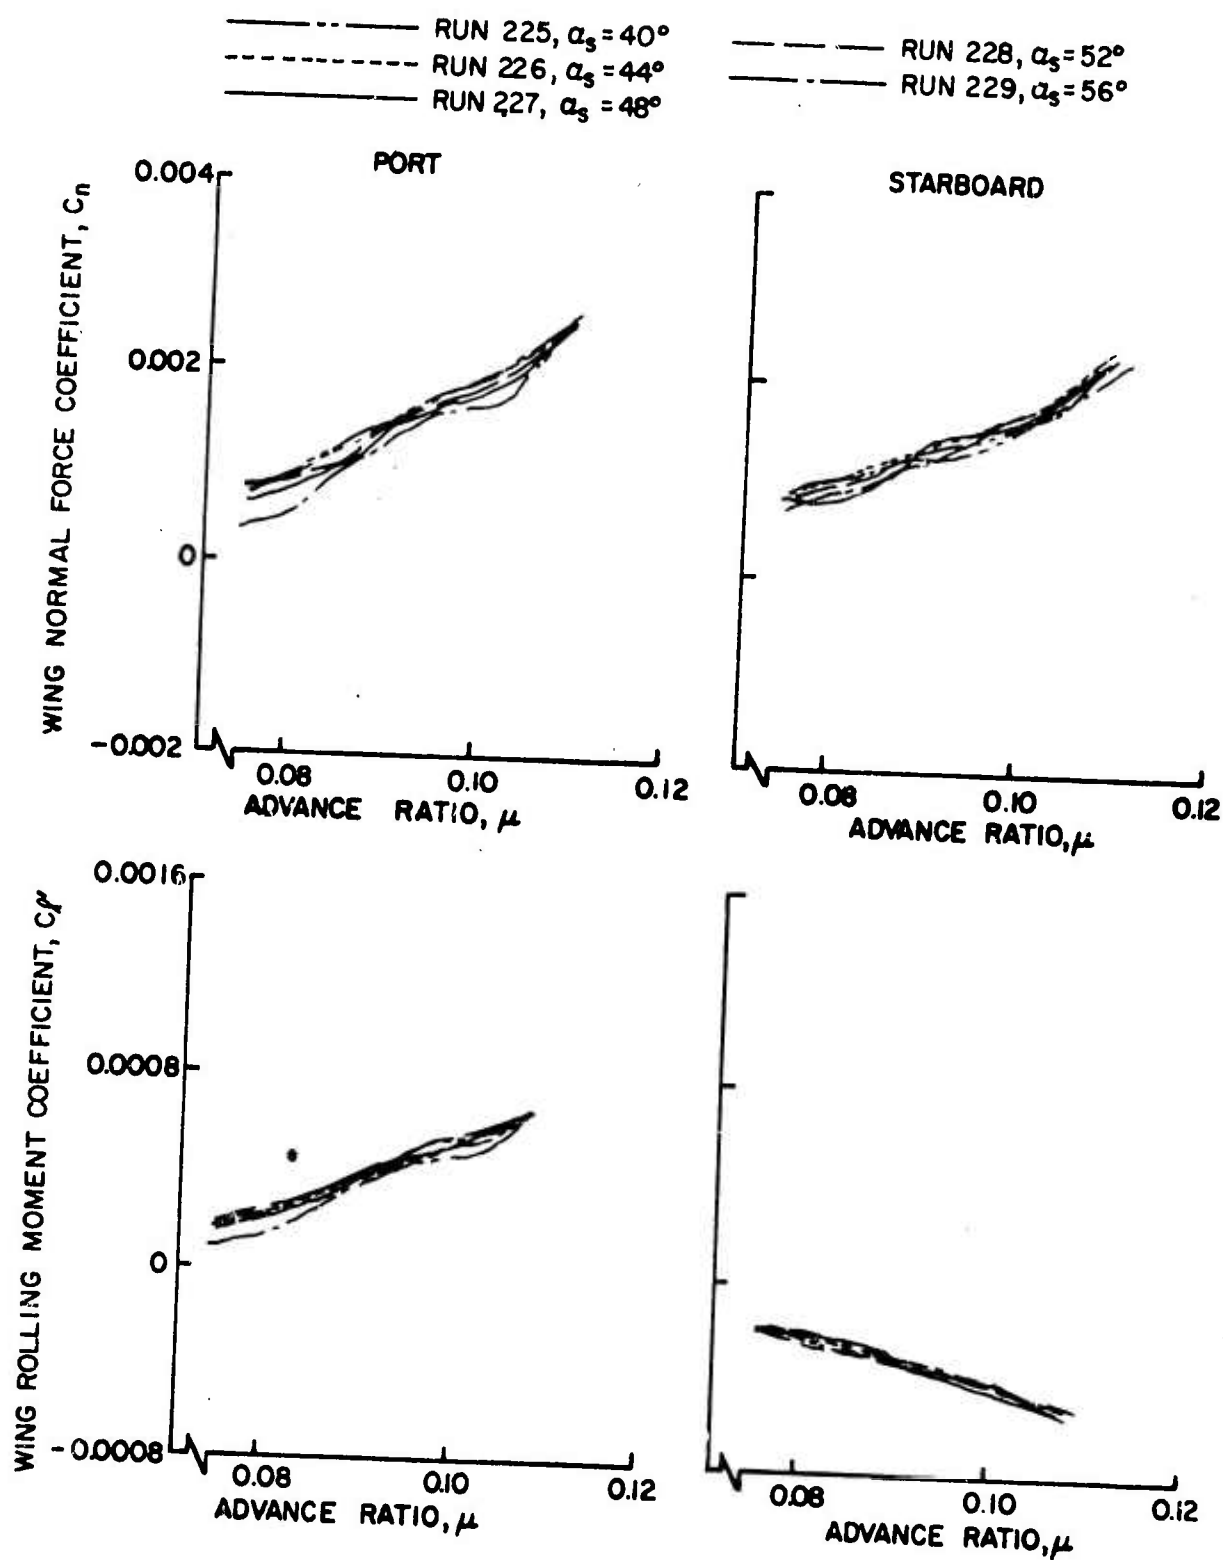 RUN 225, αs = 40°
RUN 226, αs = 44°
RUN 227, αs = 48°
RUN 228, αs = 52°
RUN 229, αs = 56°
PORT
STARBOARD
WING NORMAL FORCE COEFFICIENT, Cn
0.004
0.002
0
-0.002
0.08 0.10 0.12
ADVANCE RATIO, μ
0.08 0.10 0.12
ADVANCE RATIO, μ
WING ROLLING MOMENT COEFFICIENT, Cℓ'
0.0016
0.0008
0
-0.0008
0.08 0.10 0.12
ADVANCE RATIO, μ
0.08 0.10 0.12
ADVANCE RATIO, μ